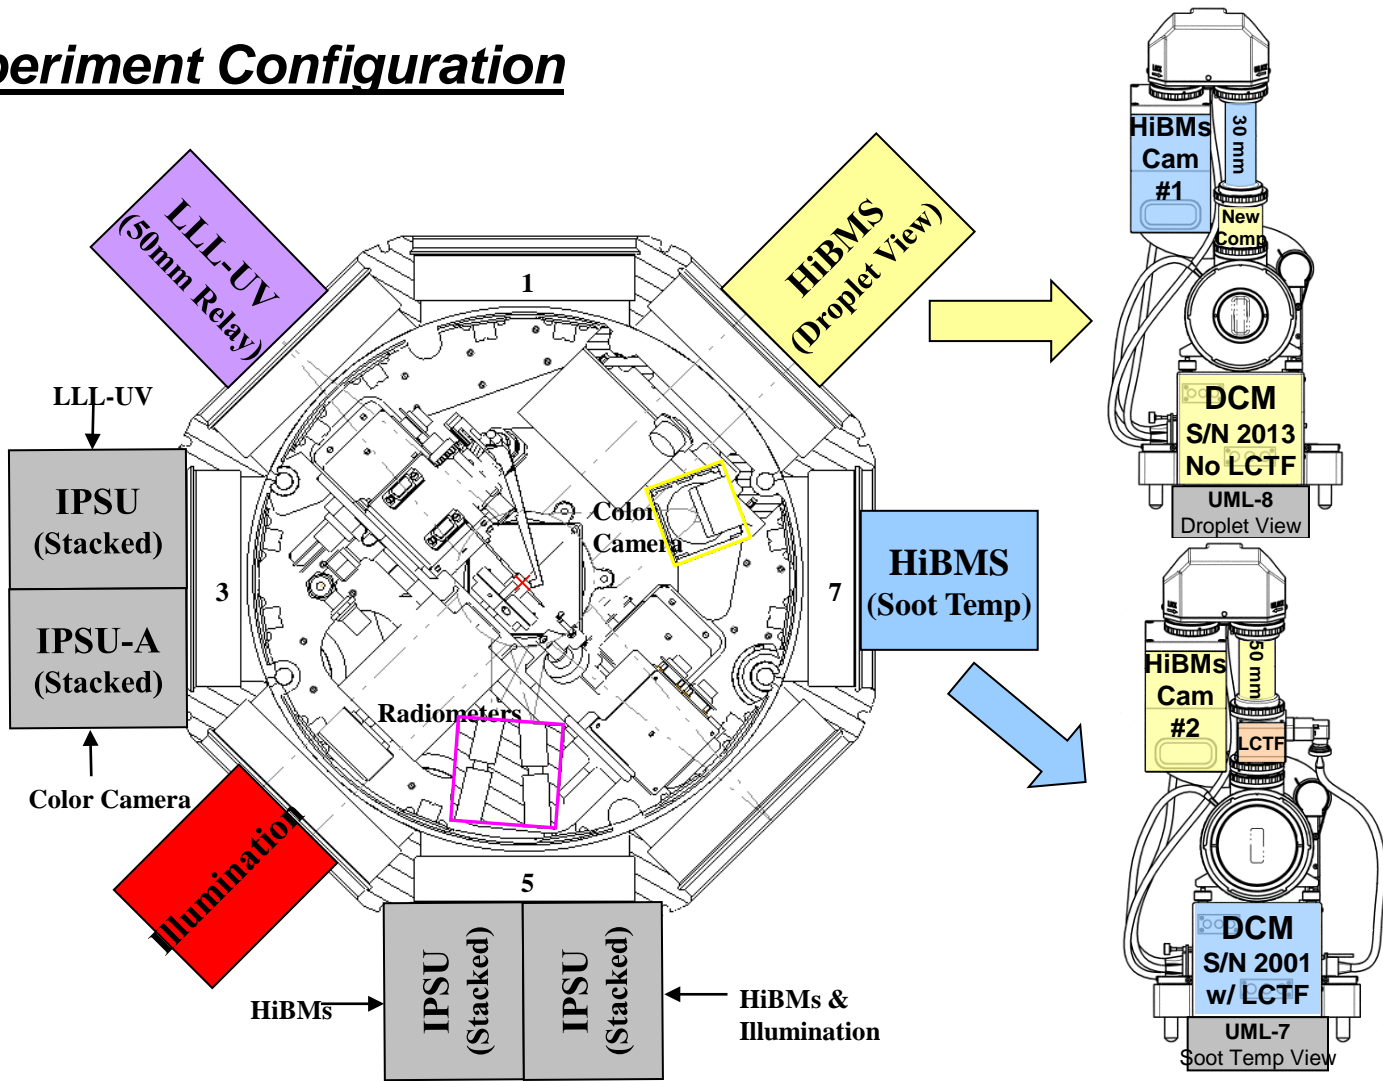 periment Configuration
LLL-UV
(50mm Relay)
HiBMS
(Droplet View)
1
LLL-UV
IPSU
(Stacked)
IPSU-A
(Stacked)
3
Color Camera
Color
Camera
7
HiBMS
(Soot Temp)
Radiometers
Illumination
5
HiBMs
IPSU
(Stacked)
IPSU
(Stacked)
HiBMs &
Illumination
HiBMs
Cam
#1
30 mm
New
Comp
DCM
S/N 2013
No LCTF
UML-8
Droplet View
HiBMs
Cam
#2
50 mm
LCTF
DCM
S/N 2001
w/ LCTF
UML-7
Soot Temp View